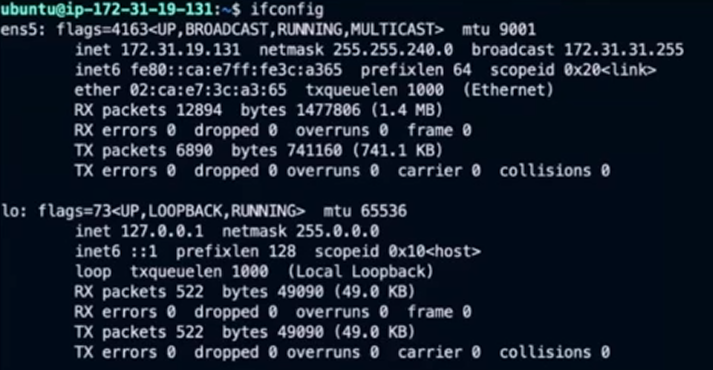 ubuntu@ip-172-31-19-131:~$ ifconfig
ens5: flags=4163<UP,BROADCAST,RUNNING,MULTICAST>  mtu 9001
        inet 172.31.19.131  netmask 255.255.240.0  broadcast 172.31.31.255
        inet6 fe80::ca:e7ff:fe3c:a365  prefixlen 64  scopeid 0x20<link>
        ether 02:ca:e7:3c:a3:65  txqueuelen 1000  (Ethernet)
        RX packets 12894  bytes 1477806 (1.4 MB)
        RX errors 0  dropped 0  overruns 0  frame 0
        TX packets 6890  bytes 741160 (741.1 KB)
        TX errors 0  dropped 0 overruns 0  carrier 0  collisions 0

lo: flags=73<UP,LOOPBACK,RUNNING>  mtu 65536
        inet 127.0.0.1  netmask 255.0.0.0
        inet6 ::1  prefixlen 128  scopeid 0x10<host>
        loop  txqueuelen 1000  (Local Loopback)
        RX packets 522  bytes 49090 (49.0 KB)
        RX errors 0  dropped 0  overruns 0  frame 0
        TX packets 522  bytes 49090 (49.0 KB)
        TX errors 0  dropped 0 overruns 0  carrier 0  collisions 0